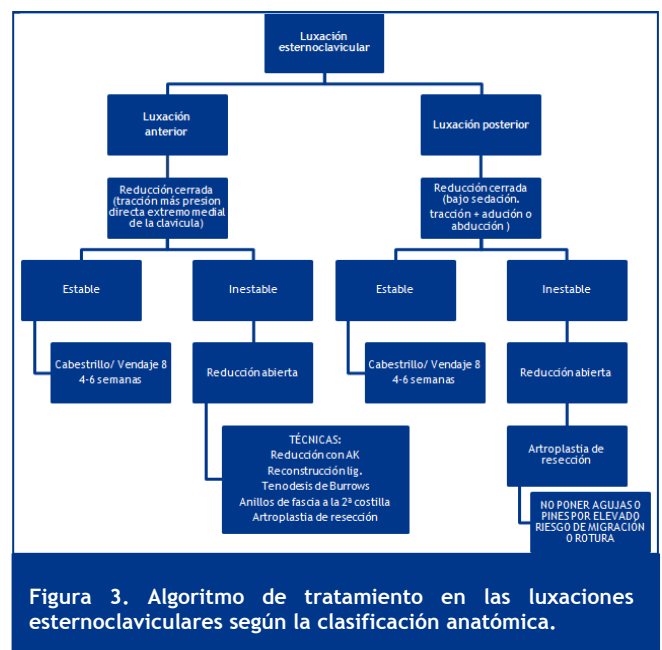 Luxación
esternoclavicular
Luxación
anterior
Luxación posterior
Reducción cerrada
(tracción más presion
directa extremo medial
de la clavicula)
Reducción cerrada
(bajo sedación.
tracción + adución o
abducción )
Estable
Inestable
Estable
Inestable
Cabestrillo/ Vendaje 8
4-6 semanas
Reducción abierta
Cabestrillo/ Vendaje 8
4-6 semanas
Reducción abierta
TÉCNICAS:
Reducción con AK
Reconstrucción lig.
Tenodesis de Burrows
Anillos de fascia a la 2ª costilla
Artroplastia de resección
Artroplastia de
resección
NO PONER AGUJAS O
PINES POR ELEVADO
RIESGO DE MIGRACIÓN
O ROTURA
Figura 3. Algoritmo de tratamiento en las luxaciones
esternoclaviculares según la clasificación anatómica.